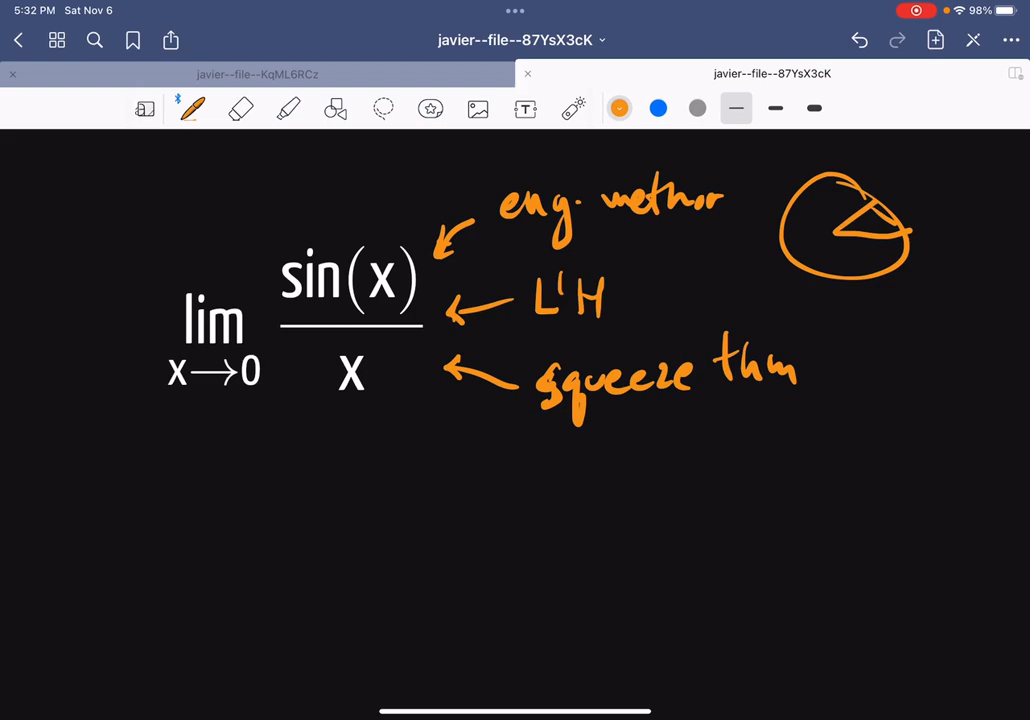 5:32 PM Sat Nov 6
98%
javier--file--87YsX3cK
javier--file--KqML6RCz
javier--file--87YsX3cK
T
eng. method
sin(x)
lim
x→0
x
L'H
squeeze thm